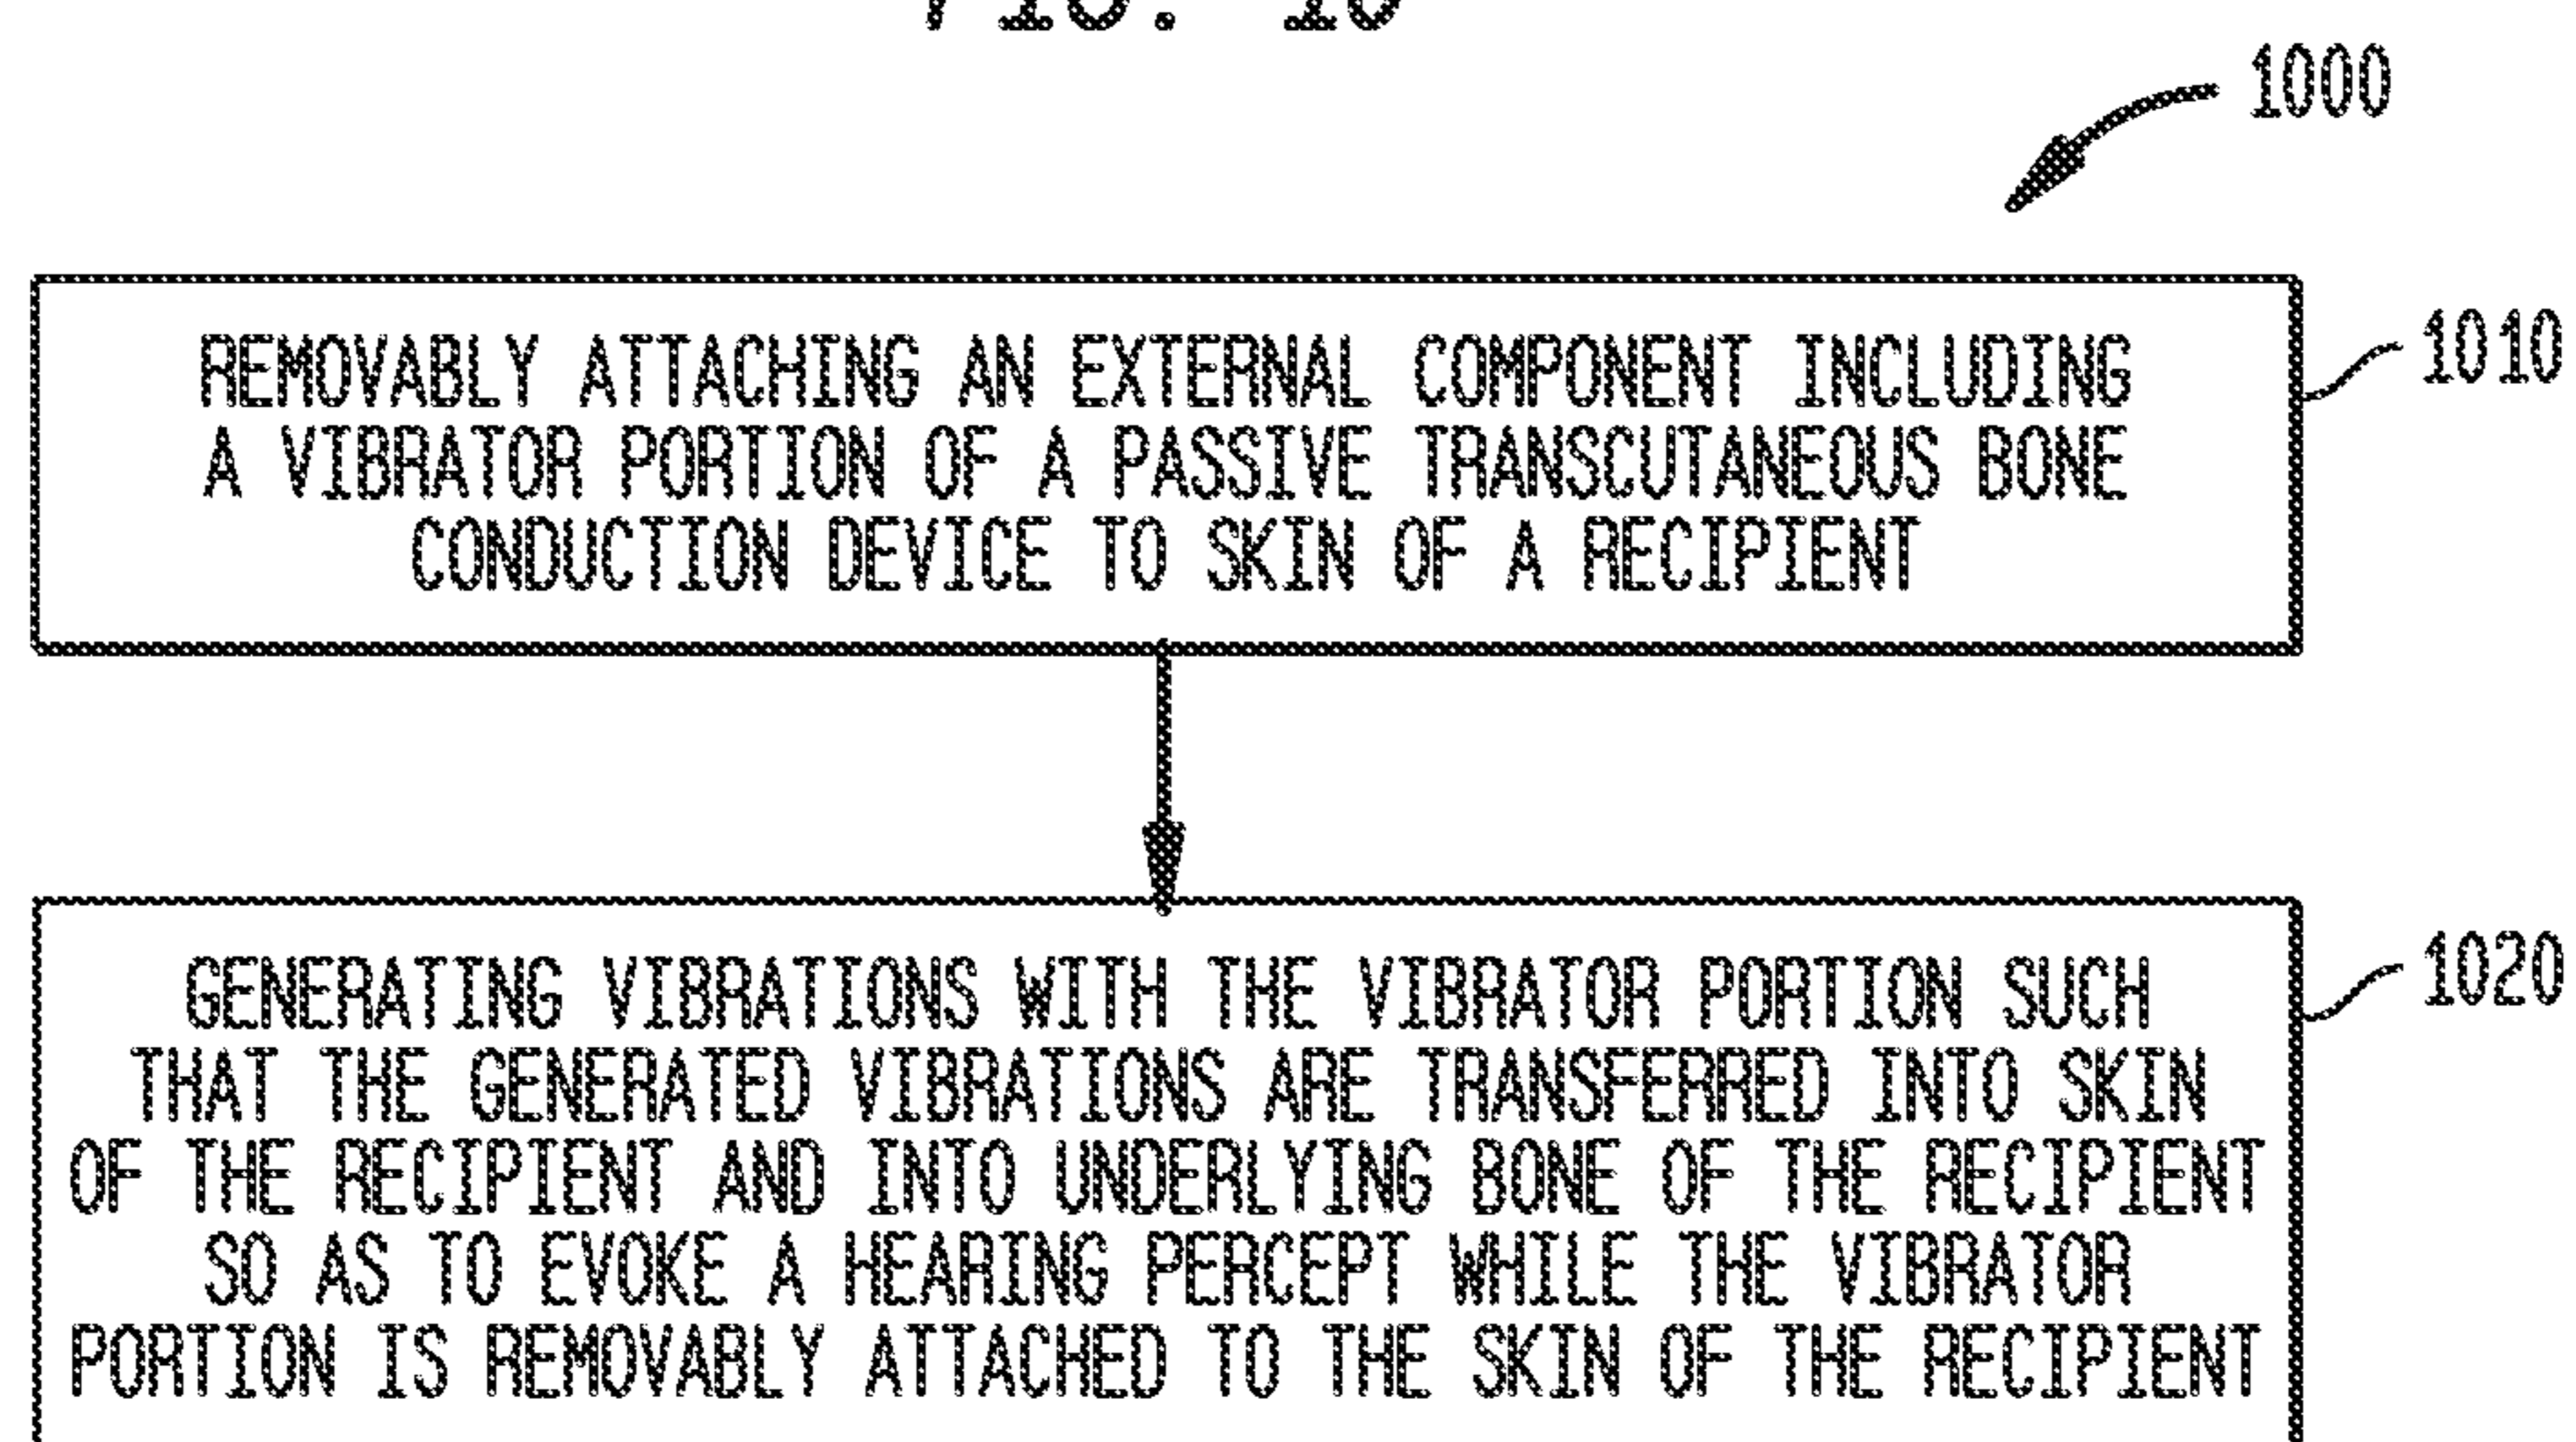 FIG. 10
1000
REMOVABLY ATTACHING AN EXTERNAL COMPONENT INCLUDING
A VIBRATOR PORTION OF A PASSIVE TRANSCUTANEOUS BONE
CONDUCTION DEVICE TO SKIN OF A RECIPIENT
1010
GENERATING VIBRATIONS WITH THE VIBRATOR PORTION SUCH
THAT THE GENERATED VIBRATIONS ARE TRANSFERRED INTO SKIN
OF THE RECIPIENT AND INTO UNDERLYING BONE OF THE RECIPIENT
SO AS TO EVOKE A HEARING PERCEPT WHILE THE VIBRATOR
PORTION IS REMOVABLY ATTACHED TO THE SKIN OF THE RECIPIENT
1020